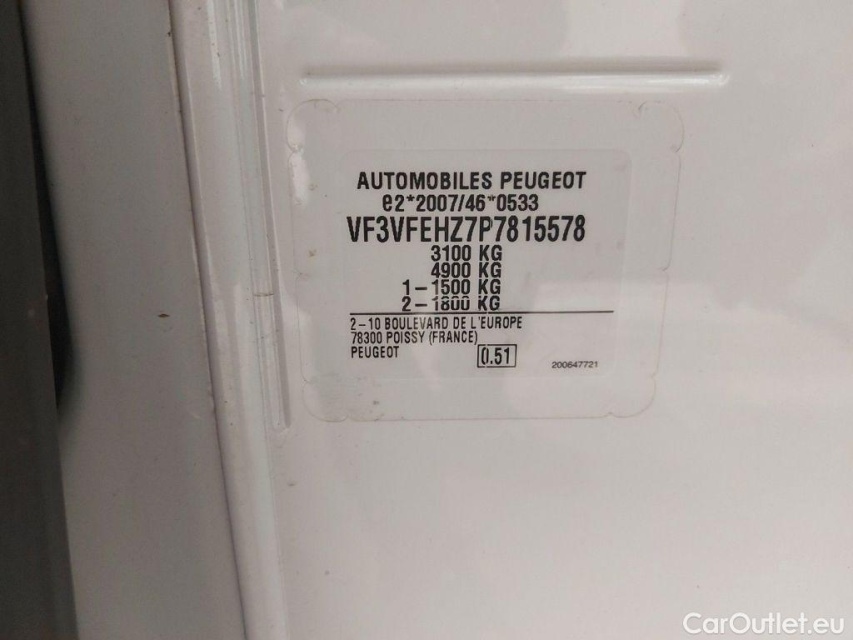 AUTOMOBILES PEUGEOT
e2*2007/46*0533
VF3VFEHZ7P7815578
3100 KG
4900 KG
1-1500 KG
2-1800 KG
2-10 BOULEVARD DE L'EUROPE
78300 POISSY (FRANCE)
PEUGEOT
0.51
200647721
CarOutlet.eu